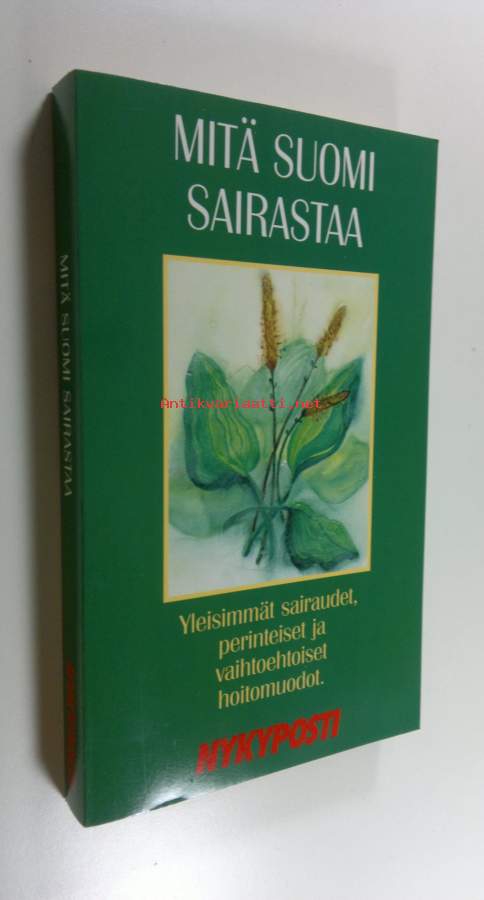 MITÄ SUOMI
SAIRASTAA
MITÄ SUOMI SAIRASTAA
Antikvariaatti.net
Yleisimmät sairaudet,
perinteiset ja
vaihtoehtoiset
hoitomuodot.
NYKYPOSTI